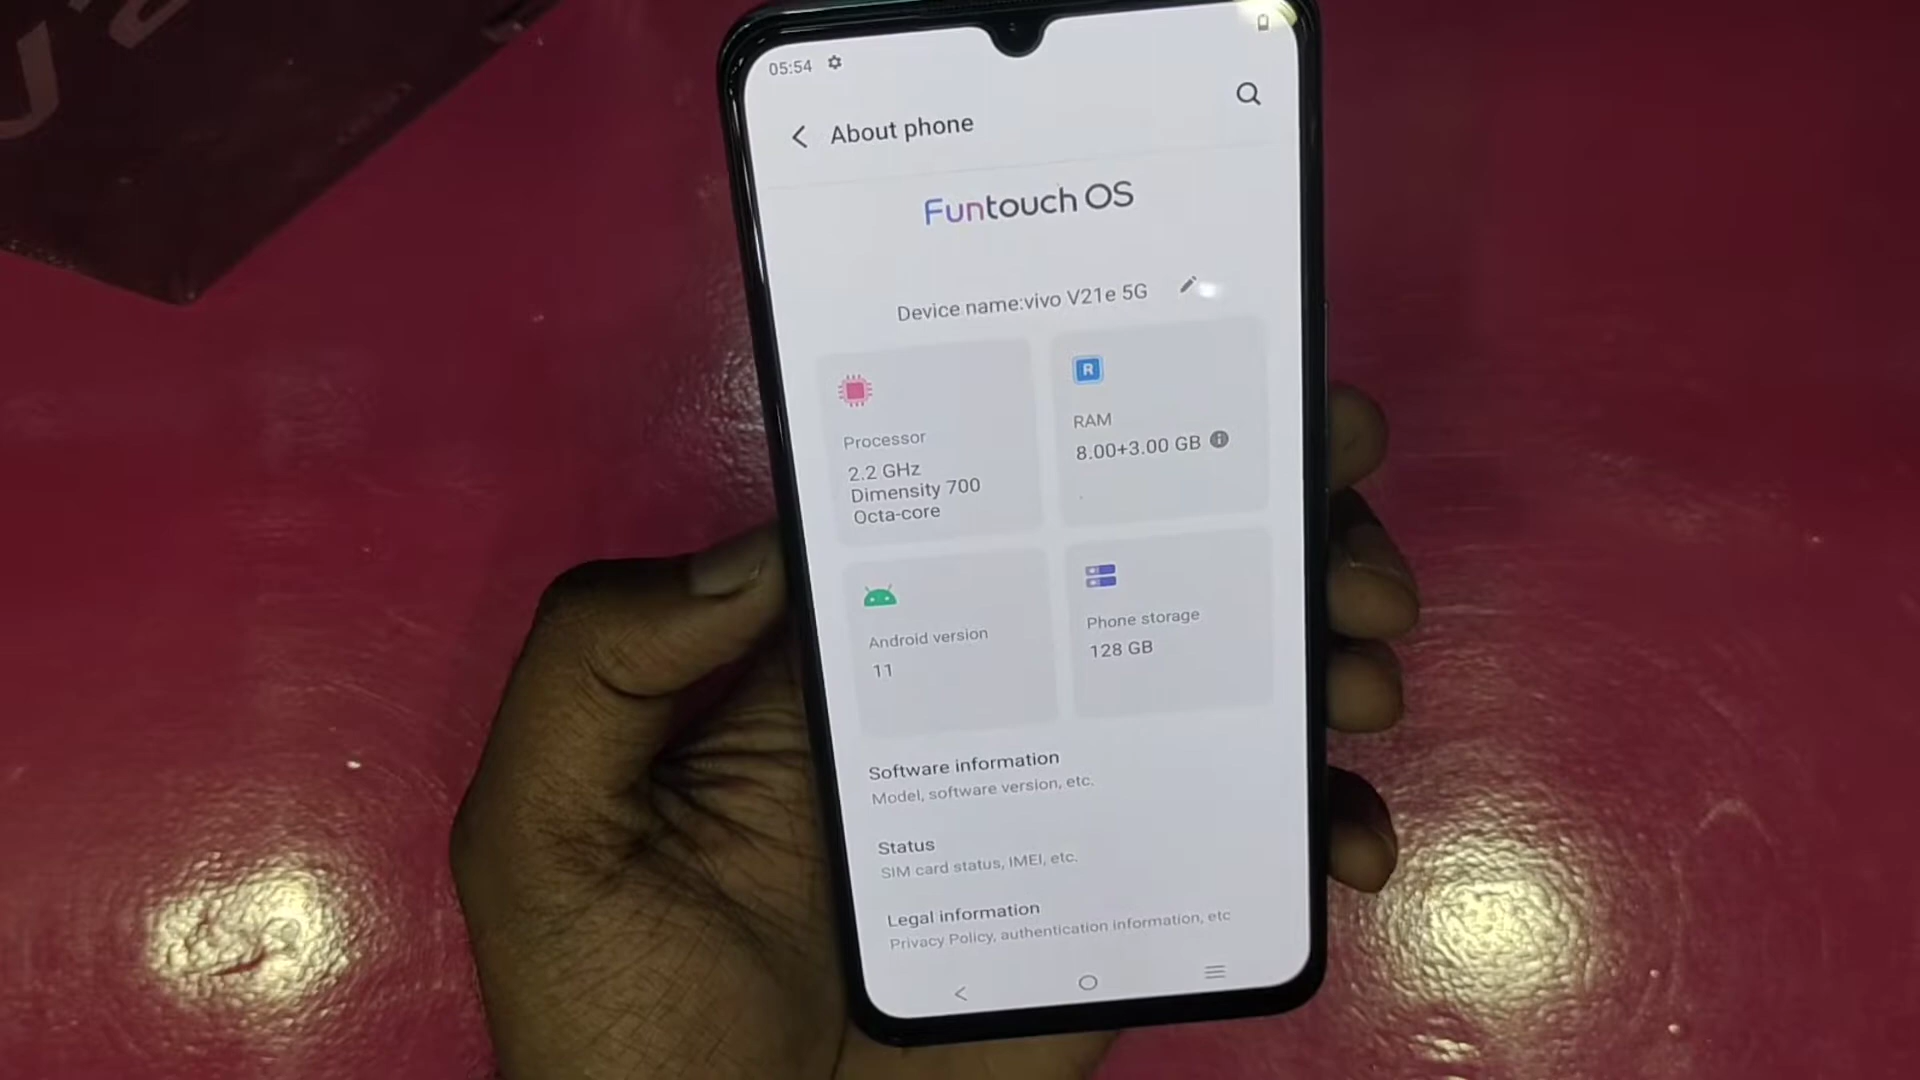 05:54
About phone
Funtouch OS
Device name:vivo V21e 5G
Processor
2.2 GHz
Dimensity 700
Octa-core
R
RAM
8.00+3.00 GB
Android version
11
Phone storage
128 GB
Software information
Model, software version, etc.
Status
SIM card status, IMEI, etc.
Legal information
Privacy Policy, authentication information, etc